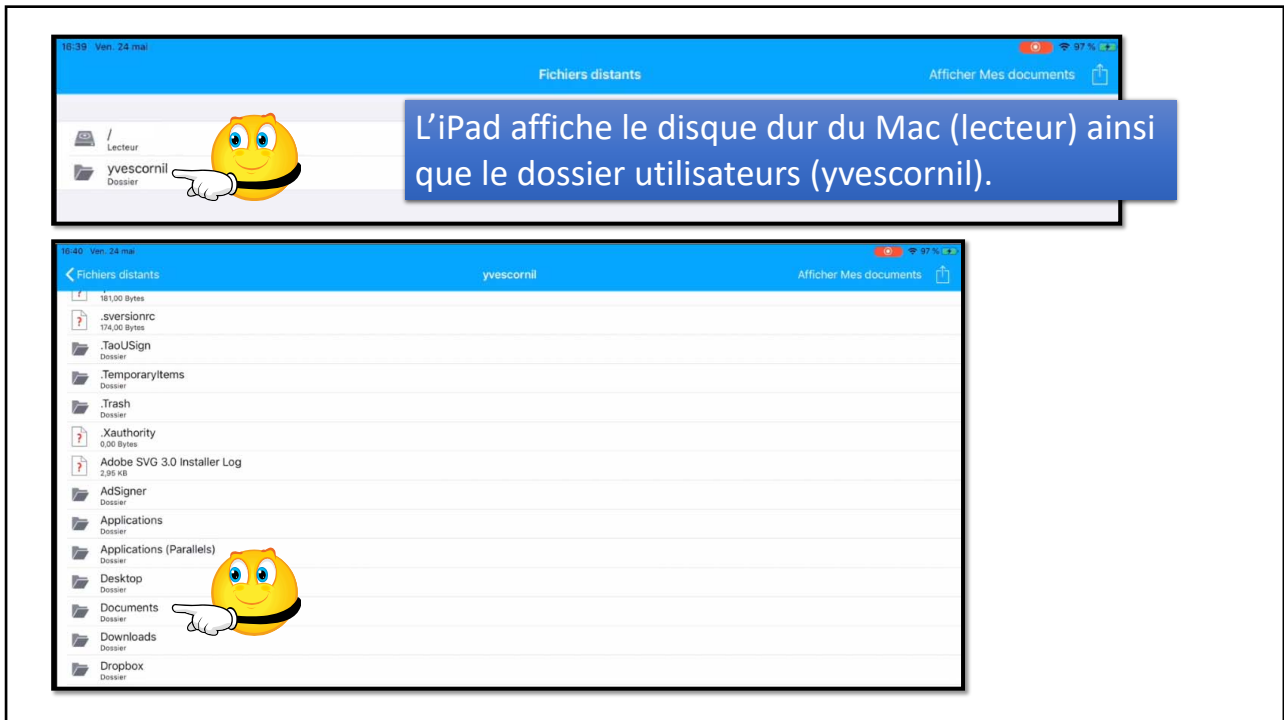 16:39 Ven. 24 mai 97 %
Fichiers distants Afficher Mes documents
/
Lecteur
yvescornil
Dossier
L’iPad affiche le disque dur du Mac (lecteur) ainsi
que le dossier utilisateurs (yvescornil).
16:40 Ven. 24 mai 97 %
Fichiers distants yvescornil Afficher Mes documents
181,00 Bytes
.sversionrc
174,00 Bytes
.TaoUSign
Dossier
.TemporaryItems
Dossier
.Trash
Dossier
.Xauthority
0,00 Bytes
Adobe SVG 3.0 Installer Log
2,95 KB
AdSigner
Dossier
Applications
Dossier
Applications (Parallels)
Dossier
Desktop
Dossier
Documents
Dossier
Downloads
Dossier
Dropbox
Dossier